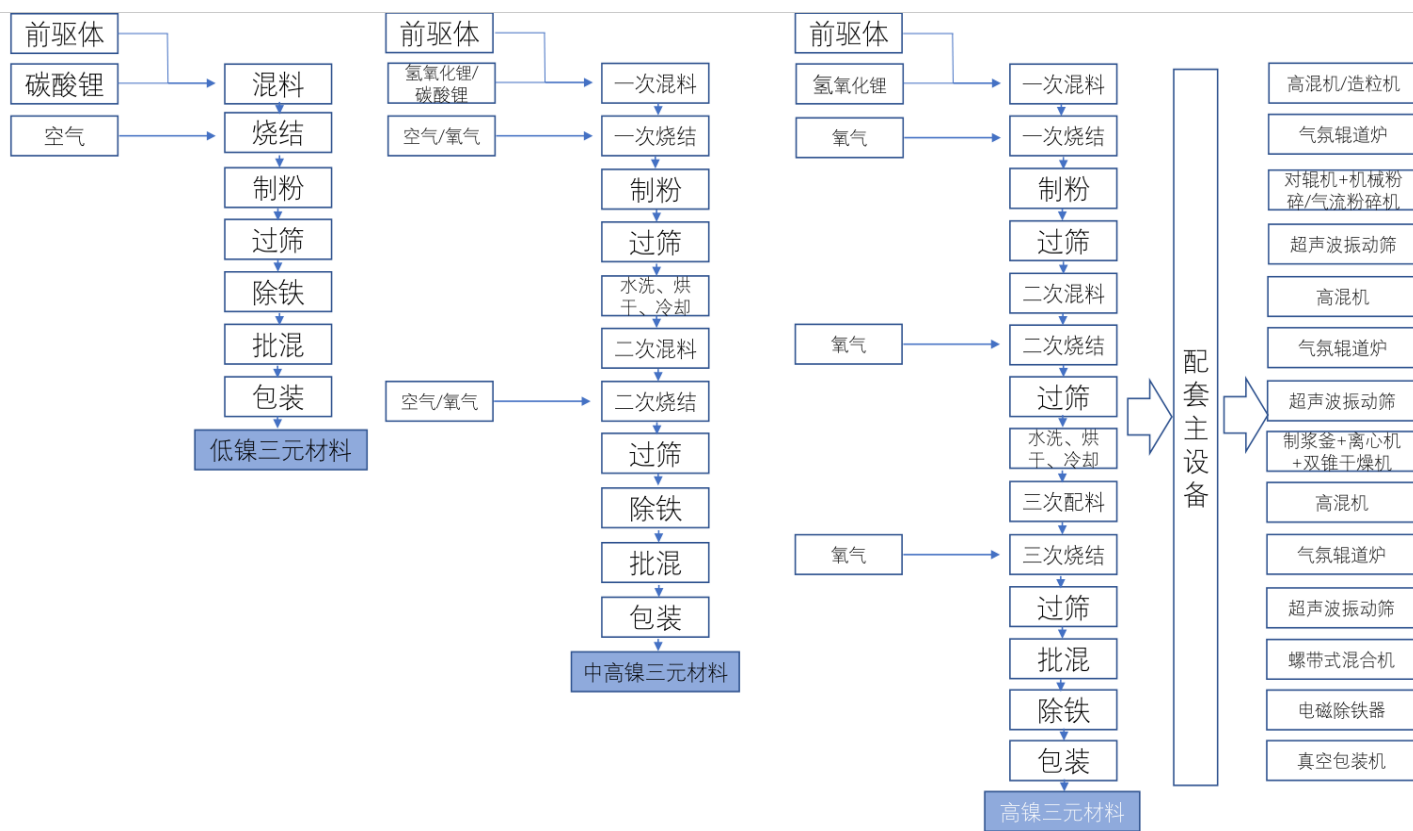 前驱体
碳酸锂
空气
混料
烧结
制粉
过筛
除铁
批混
包装
低镍三元材料
前驱体
氢氧化锂/
碳酸锂
空气/氧气
空气/氧气
一次混料
一次烧结
制粉
过筛
水洗、烘
干、冷却
二次混料
二次烧结
过筛
除铁
批混
包装
中高镍三元材料
前驱体
氢氧化锂
氧气
氧气
氧气
一次混料
一次烧结
制粉
过筛
二次混料
二次烧结
过筛
水洗、烘
干、冷却
三次配料
三次烧结
过筛
批混
除铁
包装
高镍三元材料
配
套
主
设
备
高混机/造粒机
气氛辊道炉
对辊机+机械粉
碎/气流粉碎机
超声波振动筛
高混机
气氛辊道炉
超声波振动筛
制浆釜+离心机
+双锥干燥机
高混机
气氛辊道炉
超声波振动筛
螺带式混合机
电磁除铁器
真空包装机